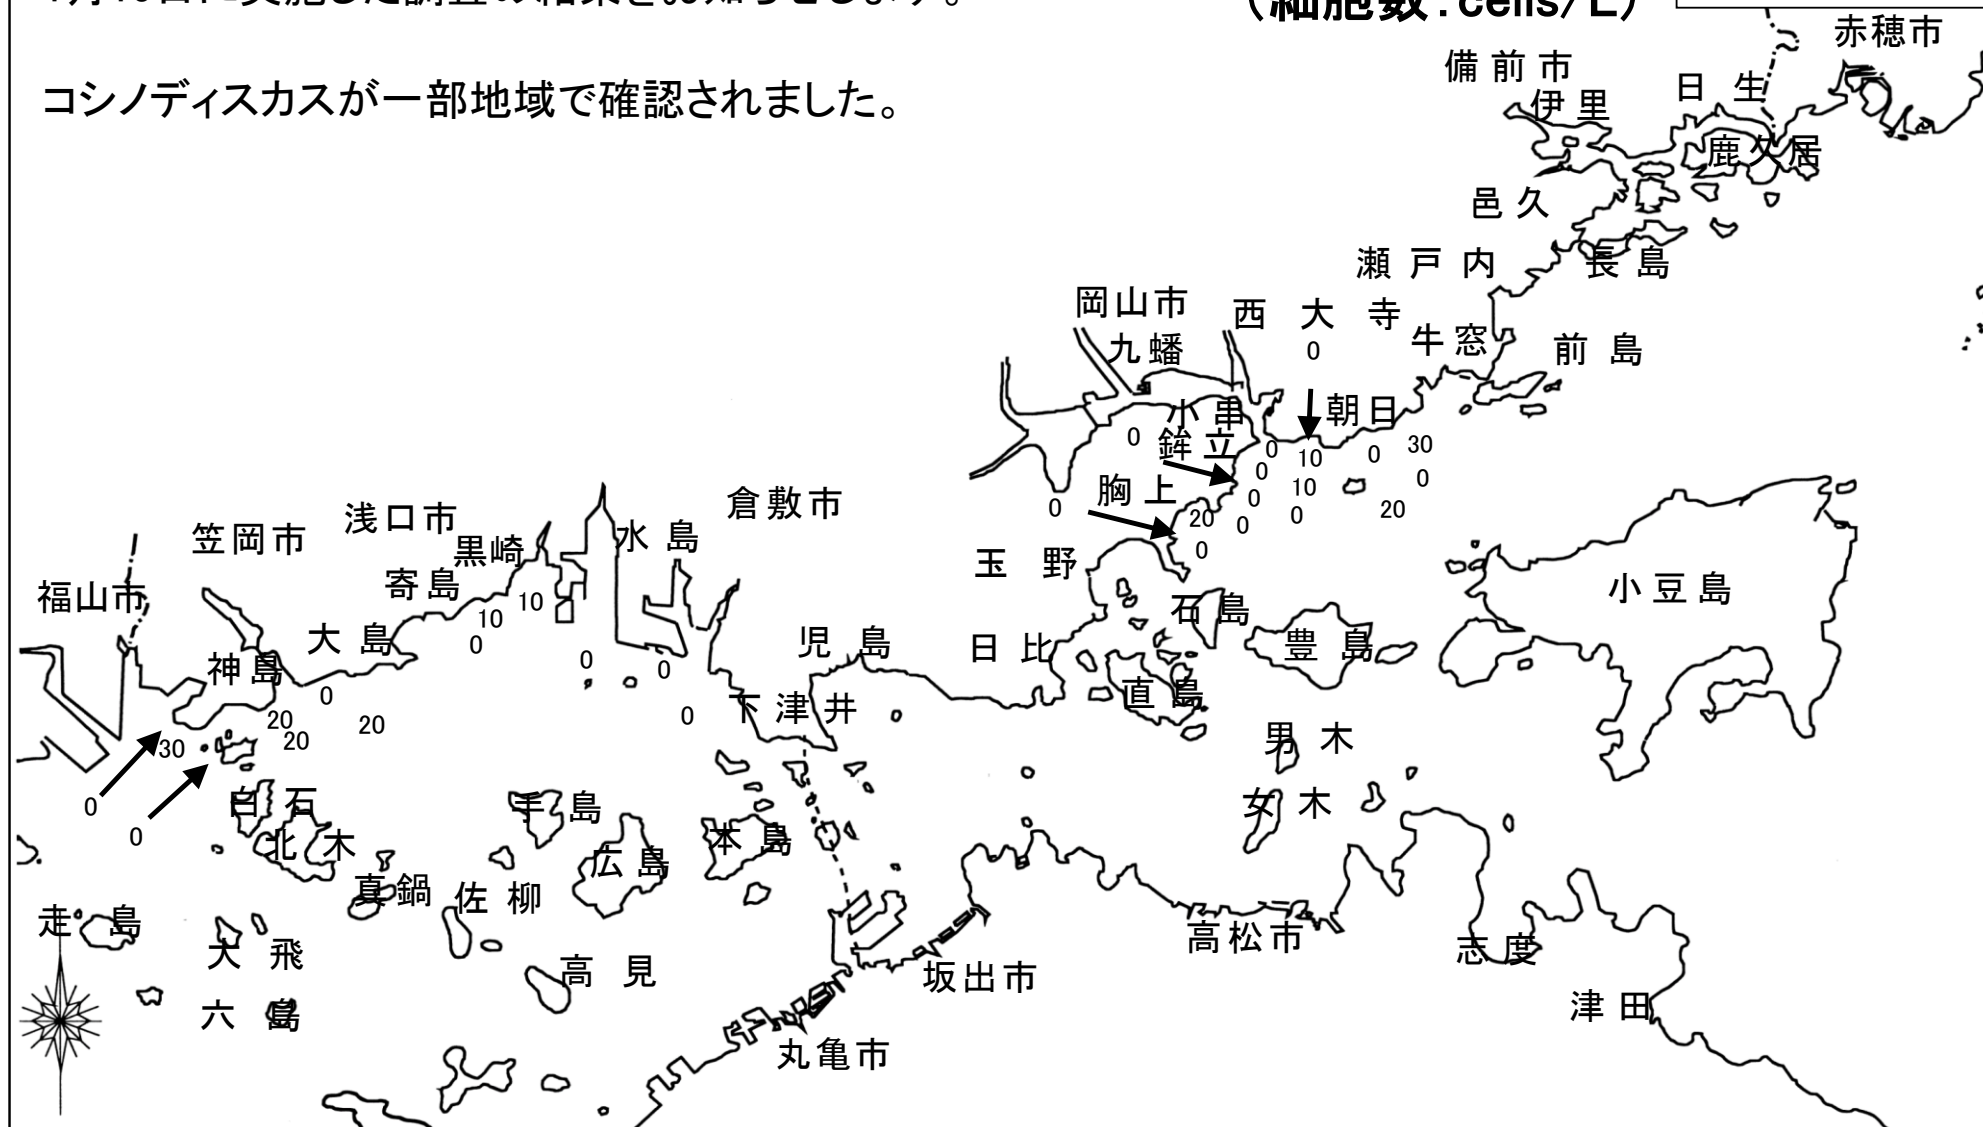 コシノディスカスが一部地域で確認されました。
(細胞数:cells/L)
赤穂市
備前市
日生
伊里
鹿久居
邑久
瀬戸内
長島
岡山市
西大寺
九蟠
0
牛窓
前島
小串
朝日
0
鉾立
0
10
0
30
0
胸上
0
10
0
0
20
0
0
20
0
倉敷市
浅口市
笠岡市
黒崎
水島
玉野
寄島
福山市
小豆島
10
10
石島
大島
0
児島
日比
豊島
神島
0
0
0
直島
20
20
0
下津井
30
20
男木
0
0
白石
手島
女木
北木
本島
広島
真鍋
佐柳
走島
高松市
志度
大飛
高見
坂出市
六島
津田
丸亀市